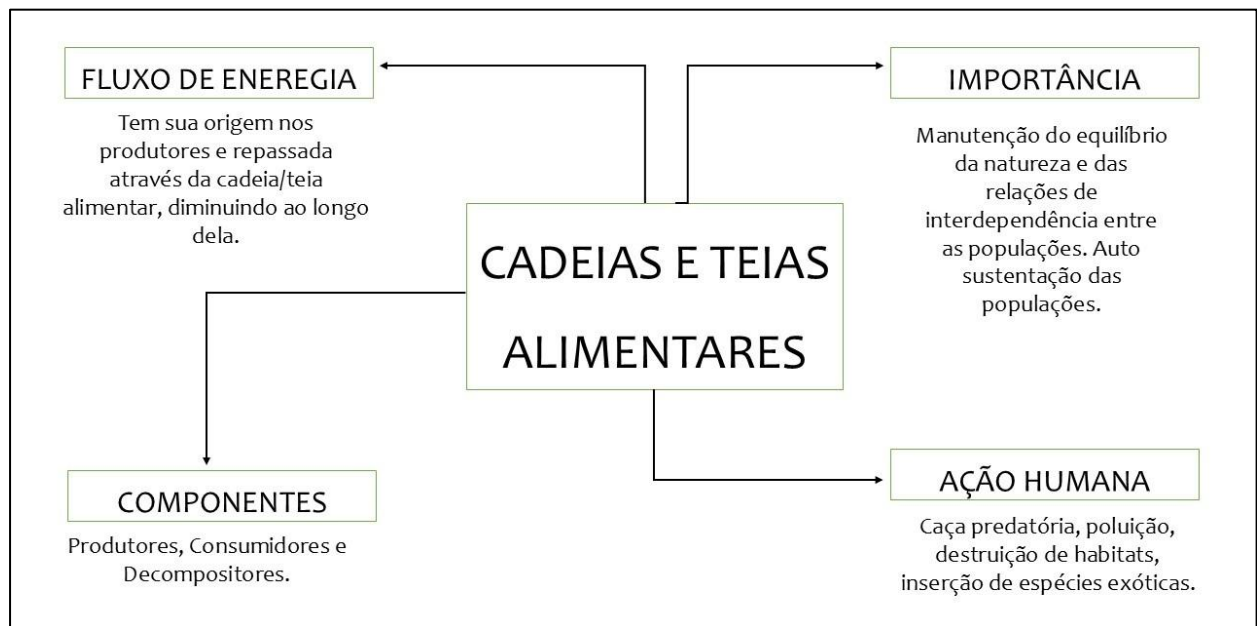 FLUXO DE ENEREGIA
Tem sua origem nos
produtores e repassada
através da cadeia/teia
alimentar, diminuindo ao longo
dela.
IMPORTÂNCIA
Manutenção do equilíbrio
da natureza e das
relações de
interdependência entre
as populações. Auto
sustentação das
populações.
CADEIAS E TEIAS
ALIMENTARES
COMPONENTES
Produtores, Consumidores e
Decompositores.
AÇÃO HUMANA
Caça predatória, poluição,
destruição de habitats,
inserção de espécies exóticas.